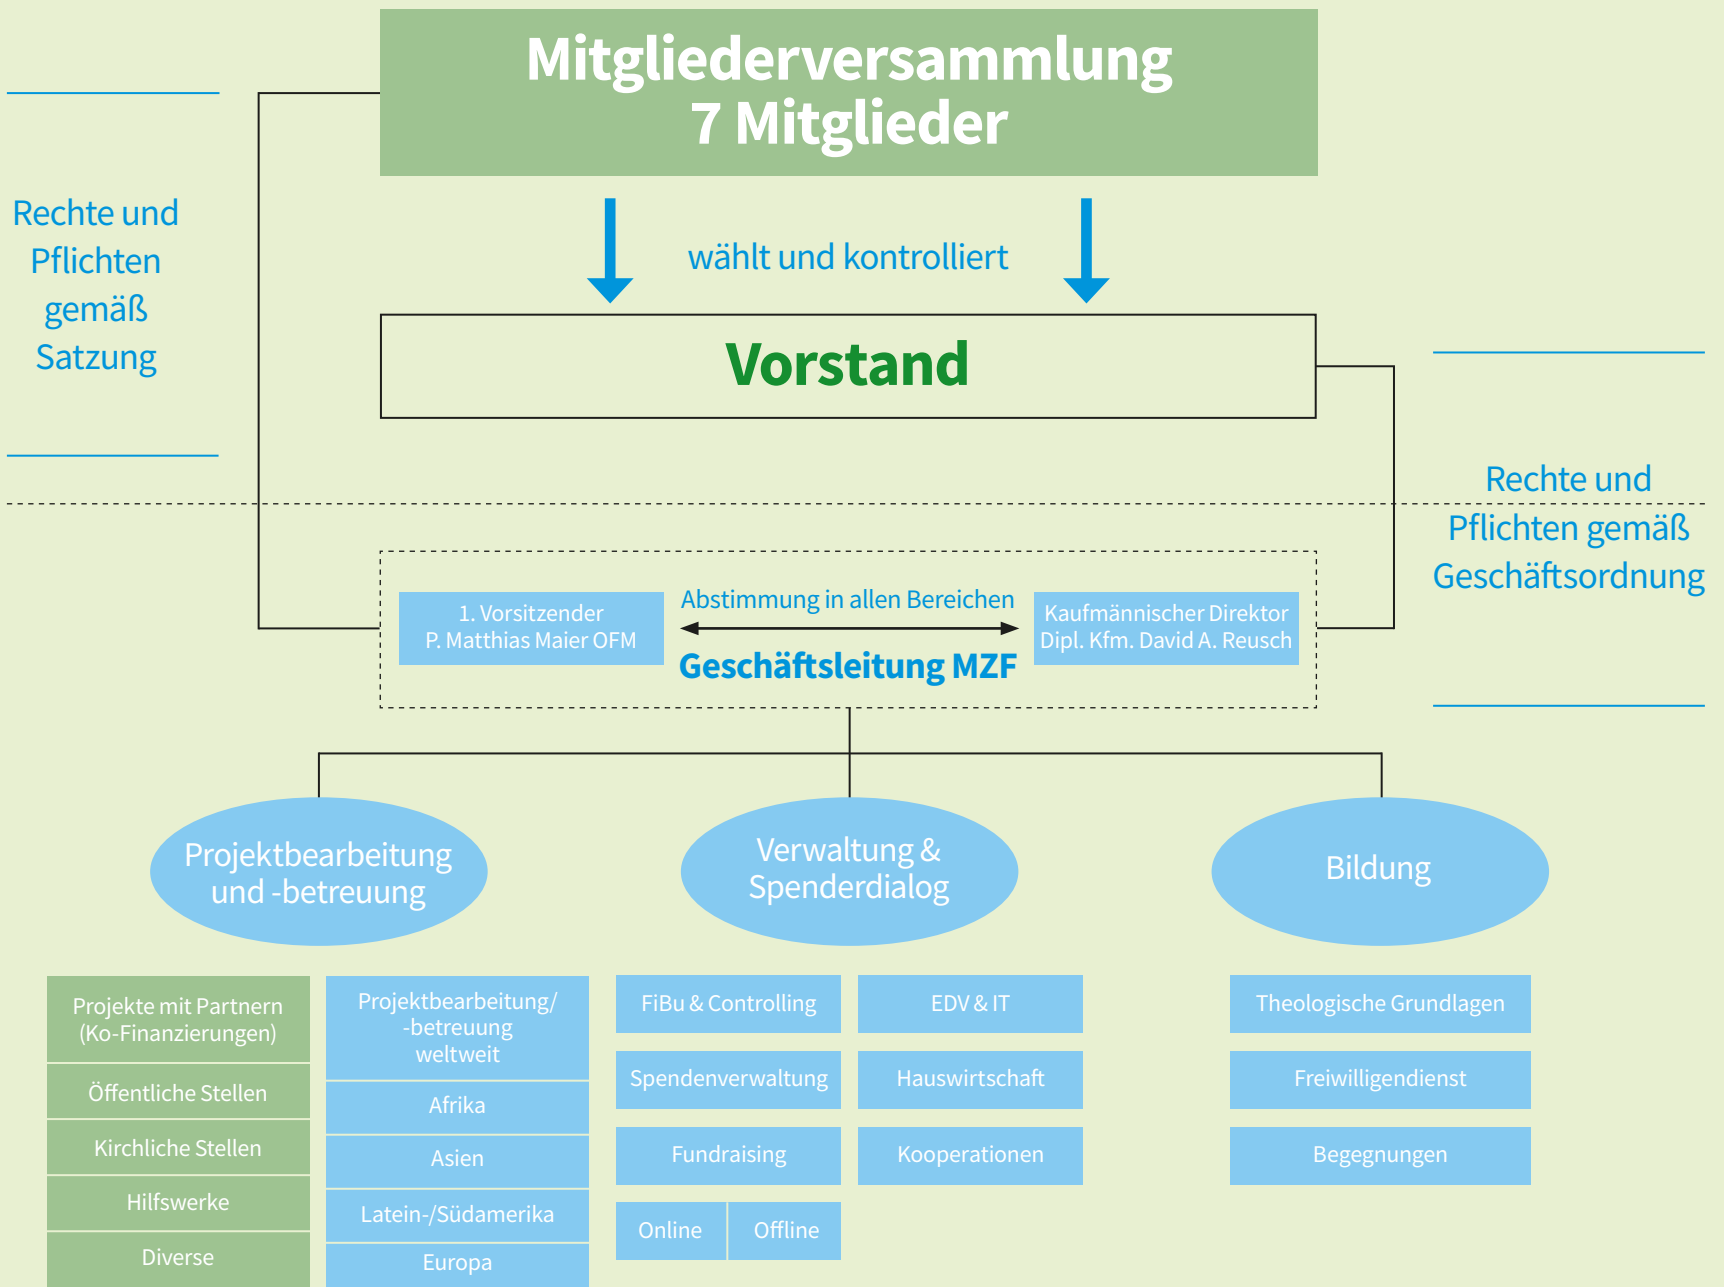 Mitgliederversammlung
7 Mitglieder
Rechte und
Pflichten
gemäß
Satzung
wählt und kontrolliert
Vorstand
Rechte und
Pflichten gemäß
Geschäftsordnung
1. Vorsitzender
P. Matthias Maier OFM
Abstimmung in allen Bereichen
Geschäftsleitung MZF
Kaufmännischer Direktor
Dipl. Kfm. David A. Reusch
Projektbearbeitung
und -betreuung
Verwaltung &
Spenderdialog
Bildung
Projekte mit Partnern
(Ko-Finanzierungen)
Öffentliche Stellen
Kirchliche Stellen
Hilfswerke
Diverse
Projektbearbeitung/
-betreuung
weltweit
Afrika
Asien
Latein-/Südamerika
Europa
FiBu & Controlling
Spendenverwaltung
Fundraising
Online
Offline
EDV & IT
Hauswirtschaft
Kooperationen
Theologische Grundlagen
Freiwilligendienst
Begegnungen